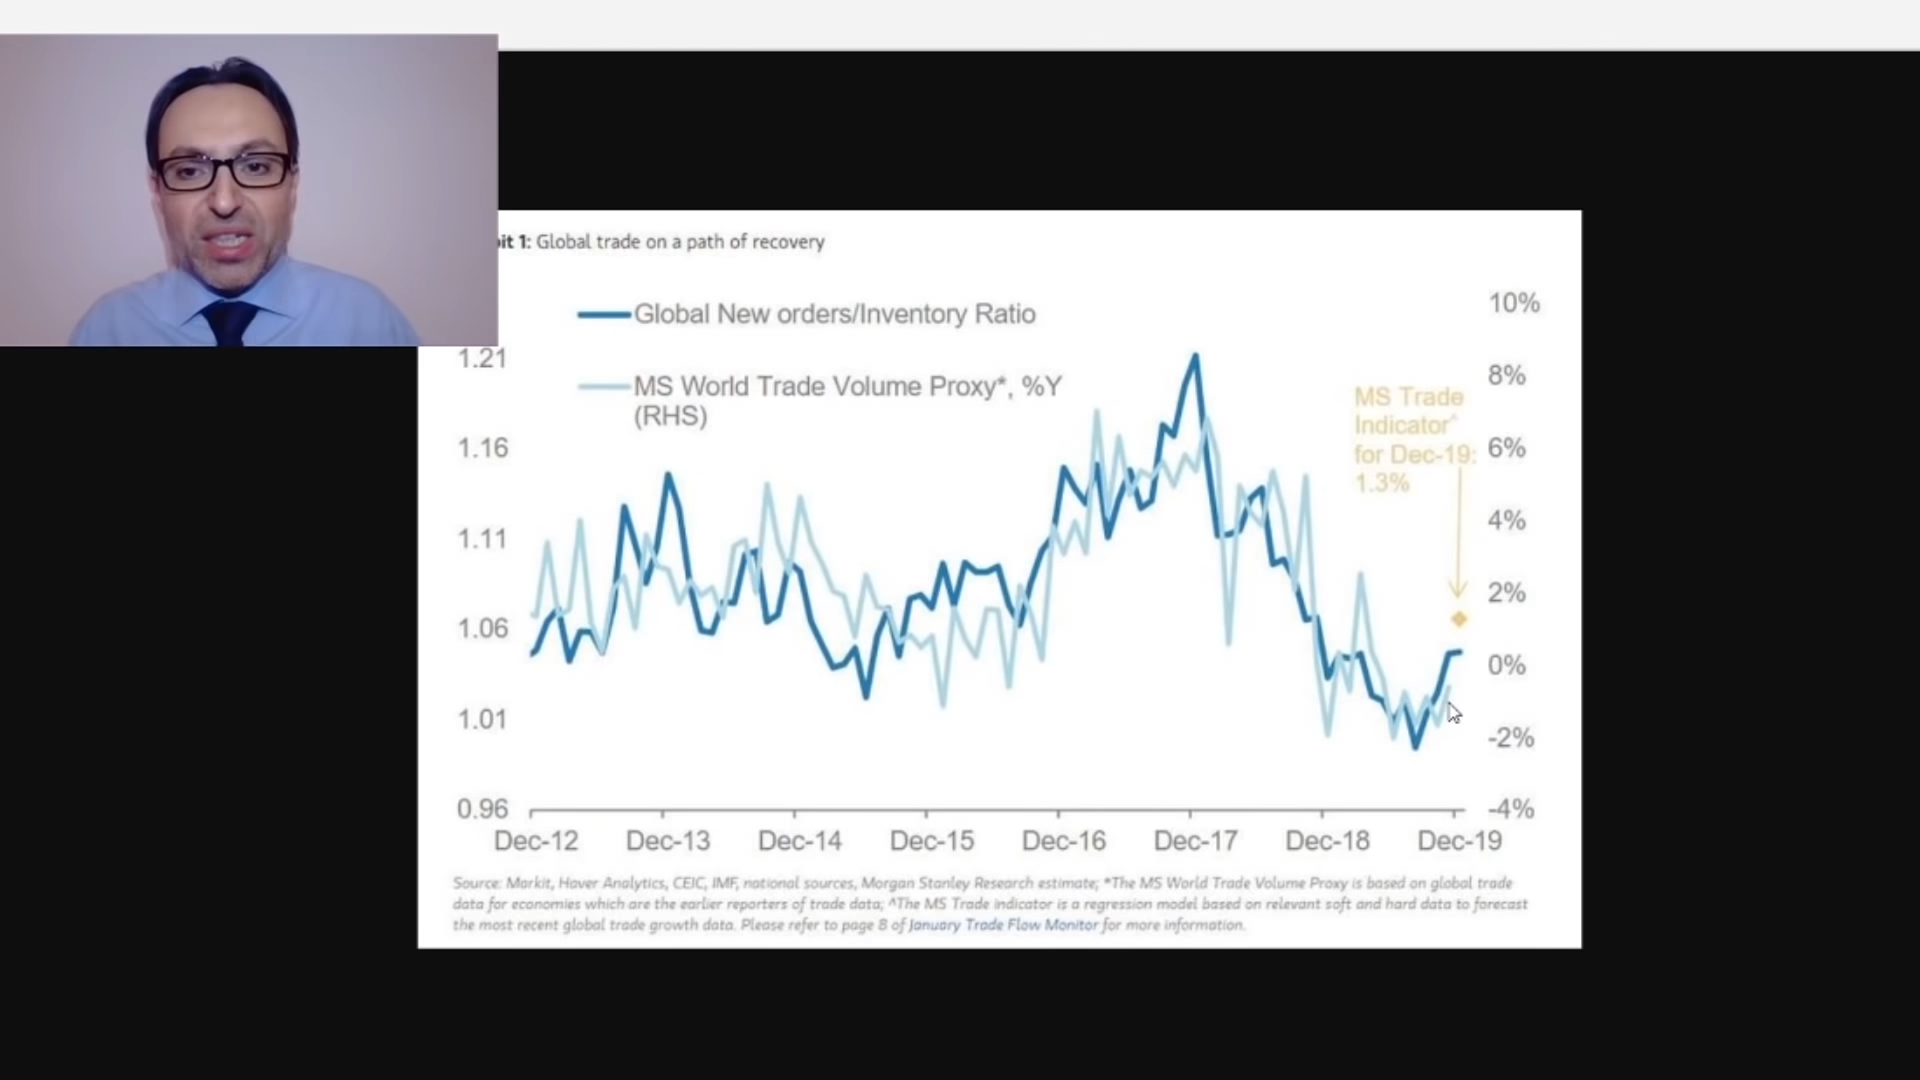 it 1: Global trade on a path of recovery
Global New orders/Inventory Ratio
MS World Trade Volume Proxy*, %Y
(RHS)
MS Trade
Indicator^
for Dec-19:
1.3%
1.21
1.16
1.11
1.06
1.01
0.96
10%
8%
6%
4%
2%
0%
-2%
-4%
Dec-12 Dec-13 Dec-14 Dec-15 Dec-16 Dec-17 Dec-18 Dec-19
Source: Markit, Haver Analytics, CEIC, IMF, national sources, Morgan Stanley Research estimate; *The MS World Trade Volume Proxy is based on global trade
data for economies which are the earlier reporters of trade data; ^The MS Trade indicator is a regression model based on relevant soft and hard data to forecast
the most recent global trade growth data. Please refer to page 8 of January Trade Flow Monitor for more information.